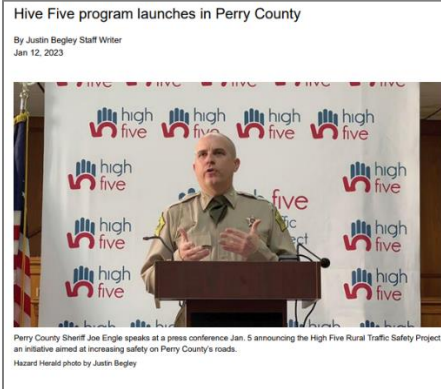 Hive Five program launches in Perry County
By Justin Begley Staff Writer
Jan 12, 2023
high five
high five
high five
high five
high five
high five
five
high five
high five
high five
high five
Perry County Sheriff Joe Engle speaks at a press conference Jan. 5 announcing the High Five Rural Traffic Safety Project,
an initiative aimed at increasing safety on Perry County's roads.
Hazard Herald photo by Justin Begley